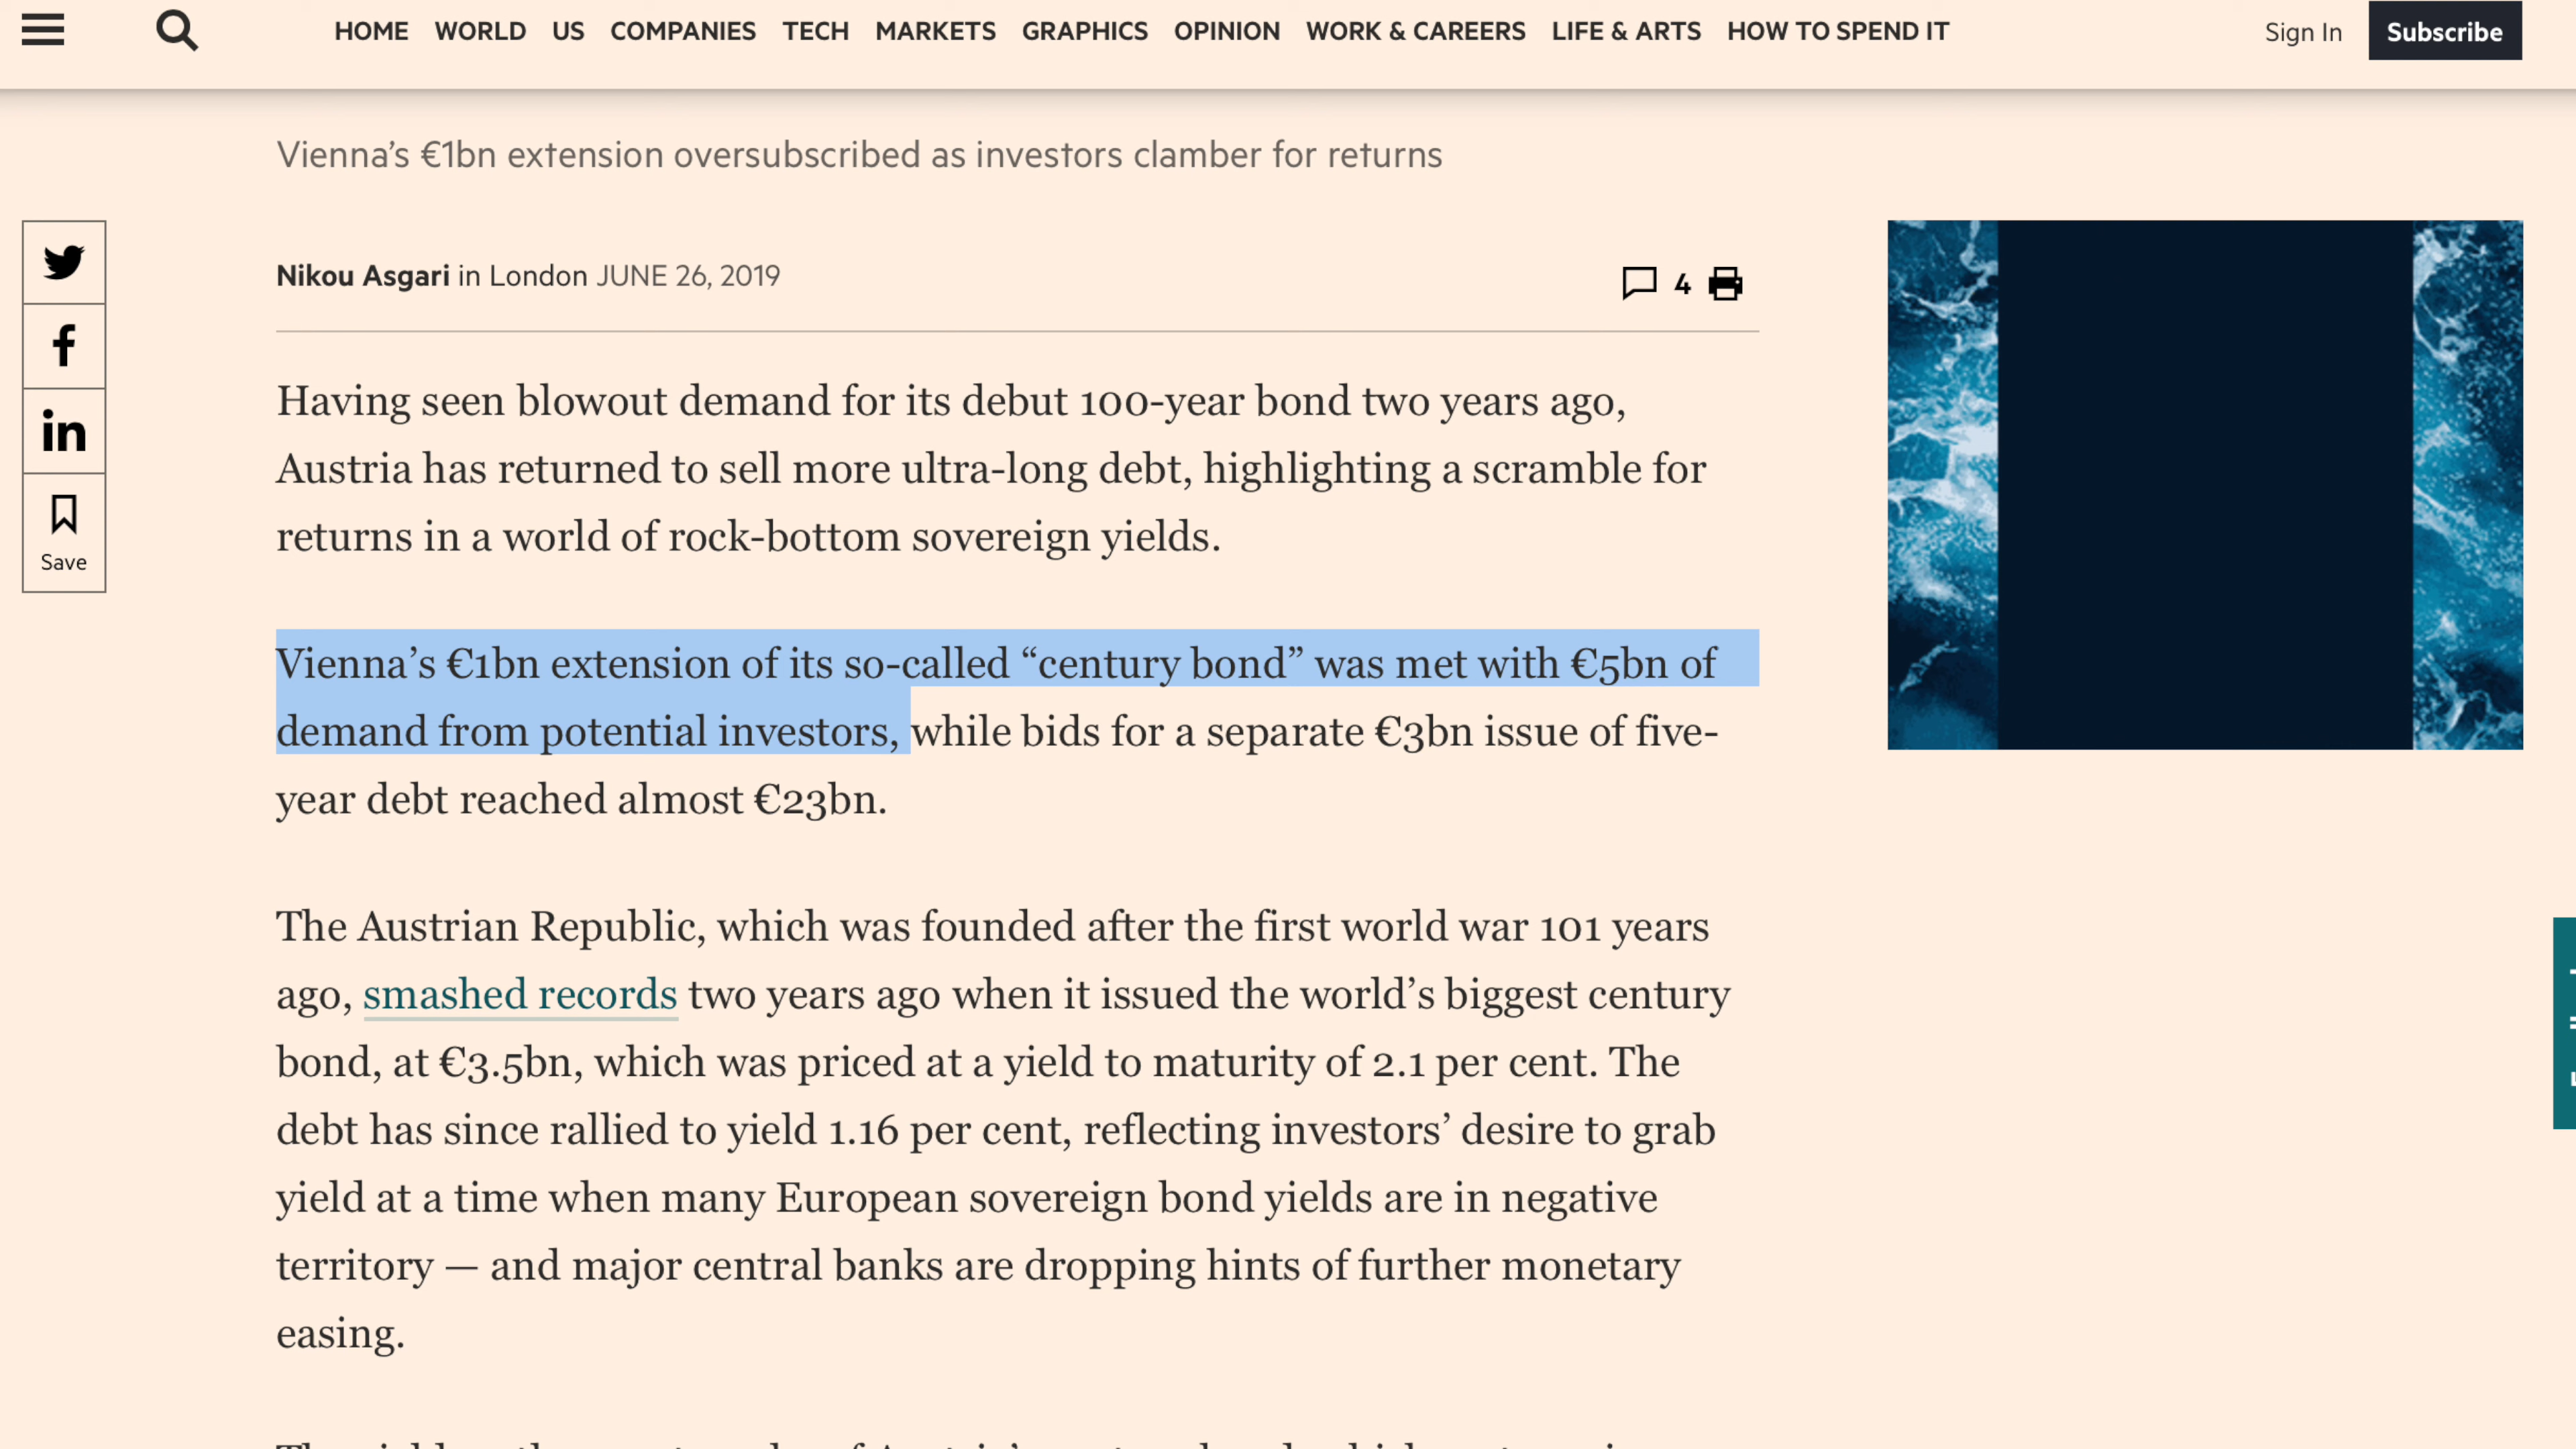 HOME WORLD US COMPANIES TECH MARKETS GRAPHICS OPINION WORK & CAREERS LIFE & ARTS HOW TO SPEND IT Sign In Subscribe
Vienna’s €1bn extension oversubscribed as investors clamber for returns
Nikou Asgari in London JUNE 26, 2019 4
Save
Having seen blowout demand for its debut 100-year bond two years ago,
Austria has returned to sell more ultra-long debt, highlighting a scramble for
returns in a world of rock-bottom sovereign yields.
Vienna’s €1bn extension of its so-called “century bond” was met with €5bn of
demand from potential investors, while bids for a separate €3bn issue of five-
year debt reached almost €23bn.
The Austrian Republic, which was founded after the first world war 101 years
ago, smashed records two years ago when it issued the world’s biggest century
bond, at €3.5bn, which was priced at a yield to maturity of 2.1 per cent. The
debt has since rallied to yield 1.16 per cent, reflecting investors’ desire to grab
yield at a time when many European sovereign bond yields are in negative
territory — and major central banks are dropping hints of further monetary
easing.